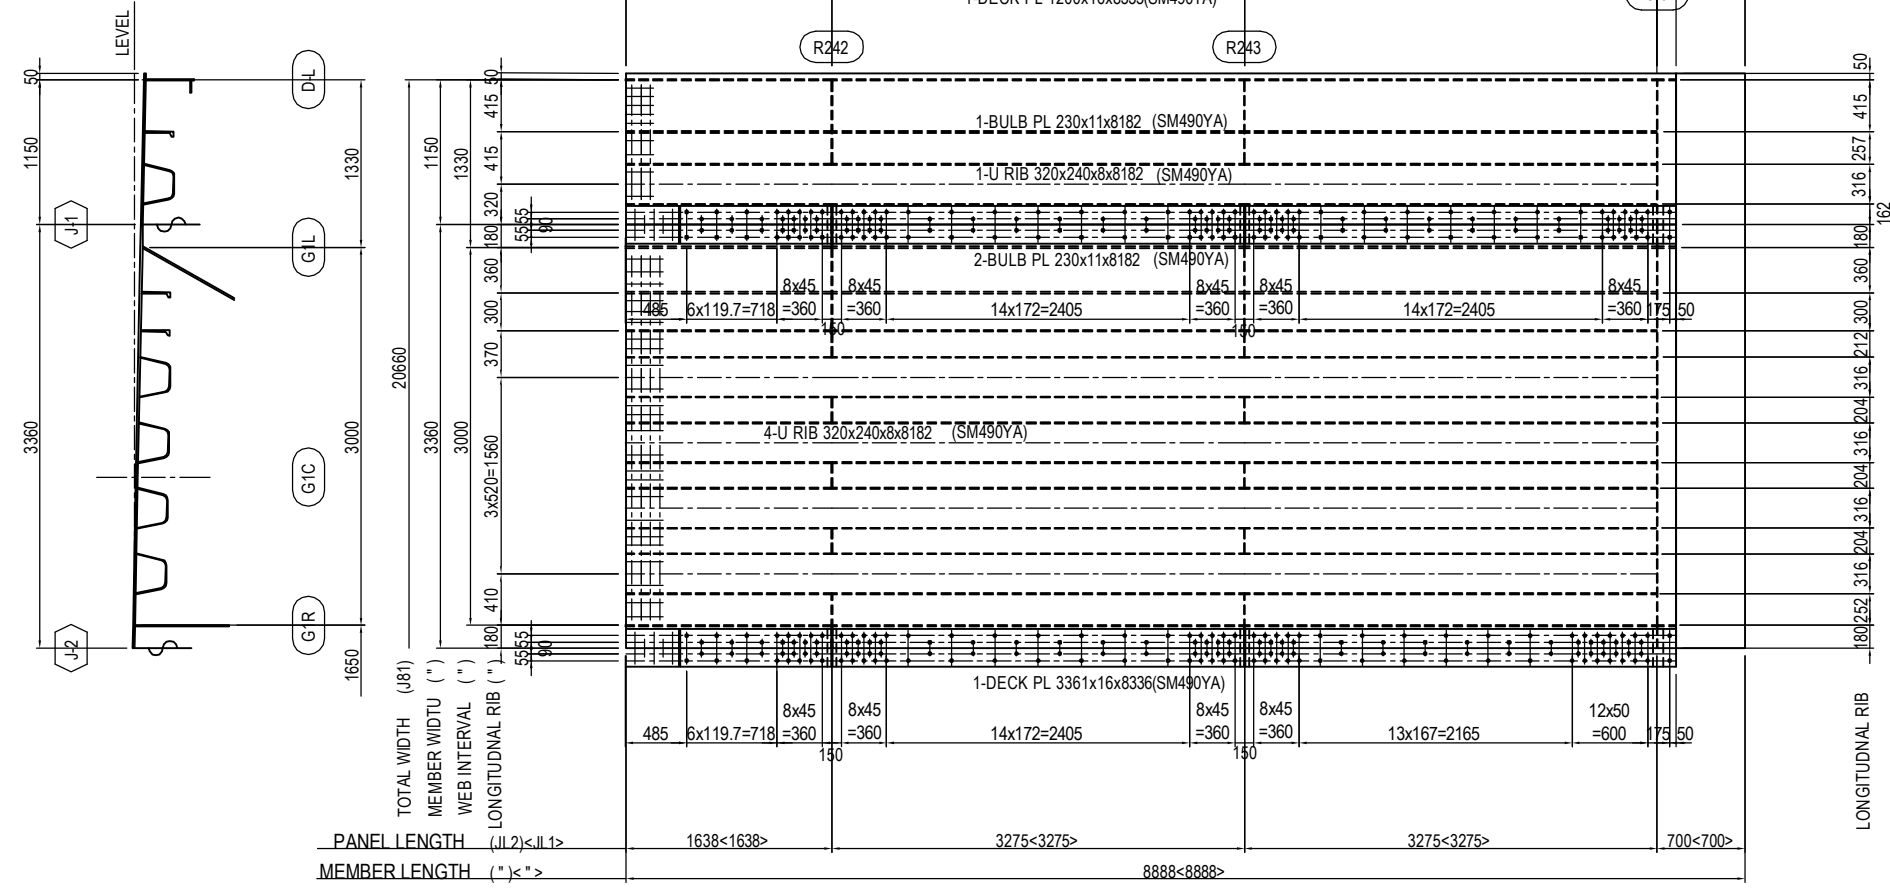 LEVEL
R242
R243
50
1150
3360
J-1
J-2
D-L
G1L
G1C
G1R
1330
3000
1650
20660
1150
3360
1330
3000
50
415
415
320
180
360
300
370
3x520=1560
410
180
5555
90
5555
90
1-BULB PL 230x11x8182 (SM490YA)
1-U RIB 320x240x8x8182 (SM490YA)
2-BULB PL 230x11x8182 (SM490YA)
8x45 =360
8x45 =360
8x45 =360
8x45 =360
8x45 =360
485
6x119.7=718
150
14x172=2405
150
14x172=2405
175
50
4-U RIB 320x240x8x8182 (SM490YA)
1-DECK PL 3361x16x8336(SM490YA)
8x45 =360
8x45 =360
8x45 =360
8x45 =360
12x50 =600
485
6x119.7=718
150
14x172=2405
150
13x167=2165
175
50
50
415
257
316
162
180
360
300
212
316
204
316
204
316
204
316
252
180
LONGITUDNAL RIB
TOTAL WIDTH (J81)
MEMBER WIDTU (")
WEB INTERVAL (")
LONGITUDNAL RIB (")
PANEL LENGTH (JL2)<JL1>
1638<1638>
3275<3275>
3275<3275>
700<700>
MEMBER LENGTH (")<">
8888<8888>